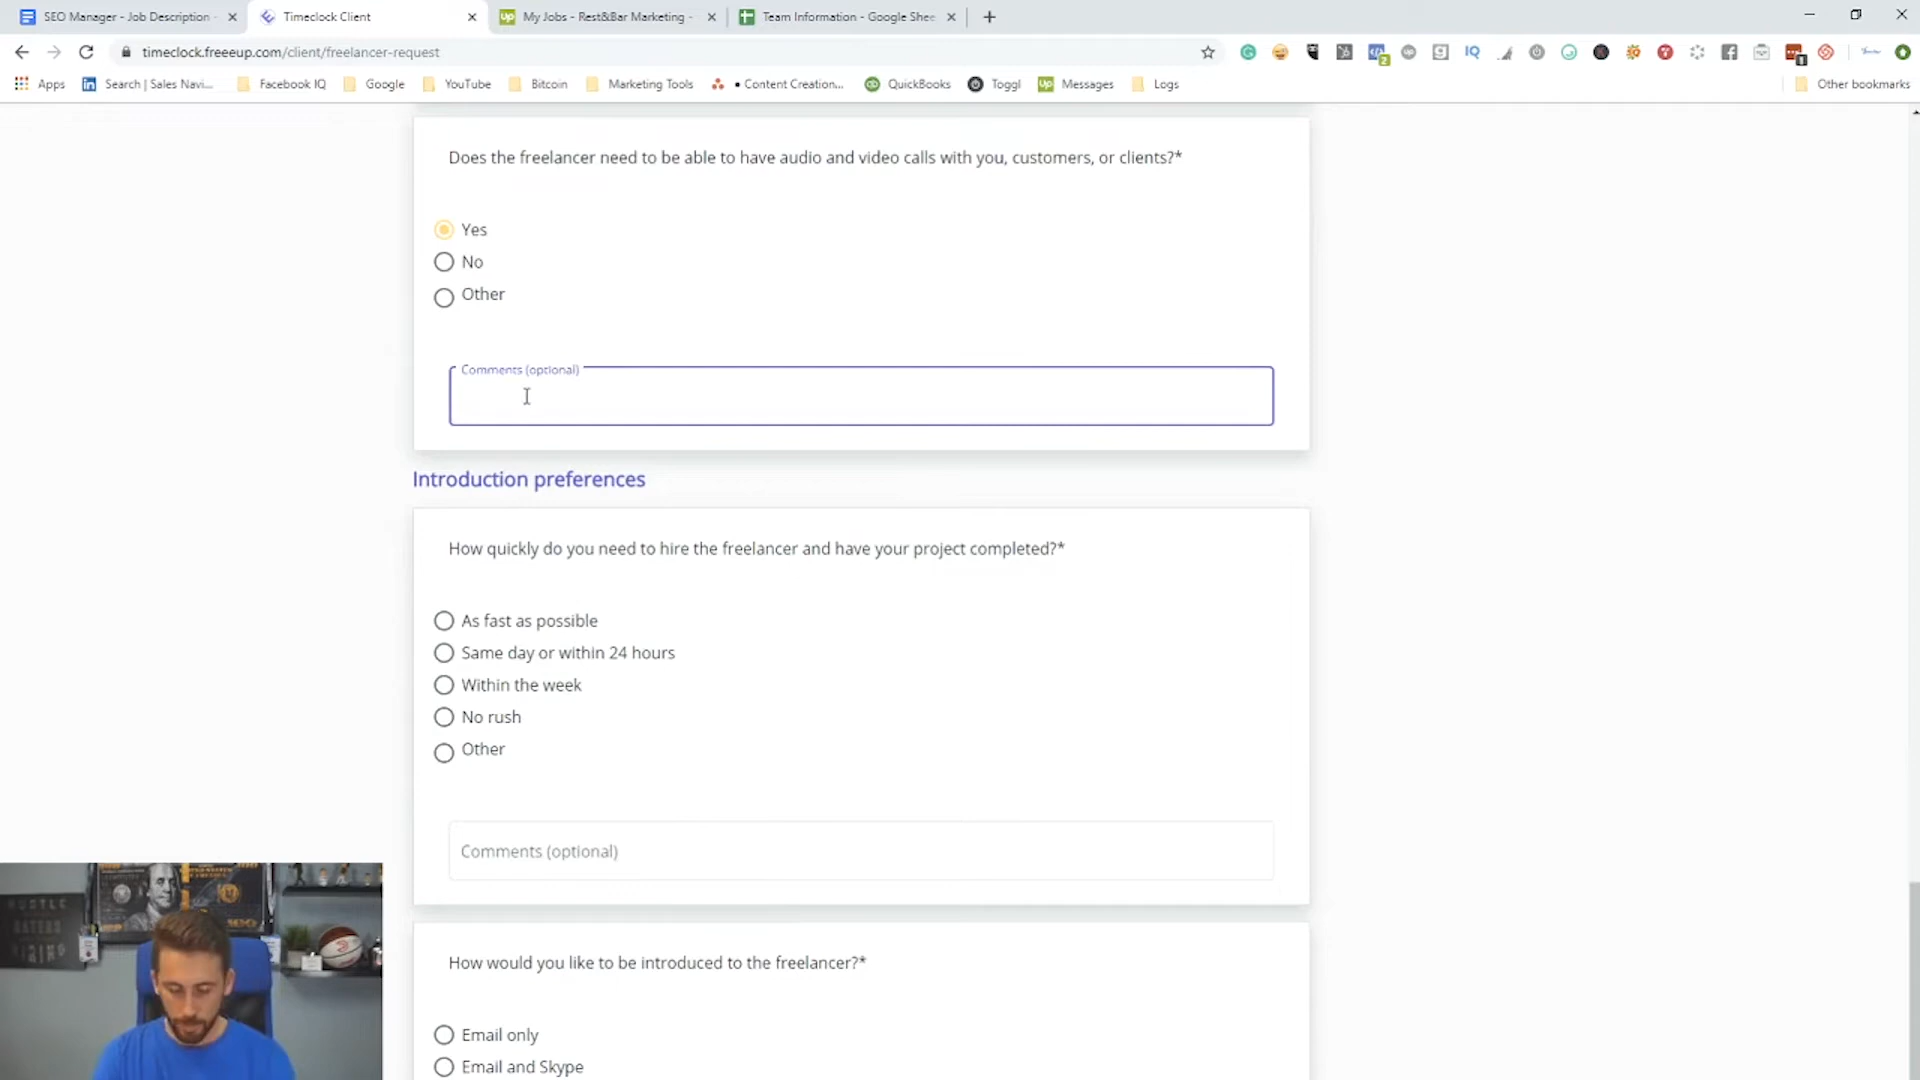 SEO Manager - Job Description -
Timeclock Client
My Jobs - Rest&Bar Marketing -
Team Information - Google Shee
timeclock.freeeup.com/client/freelancer-request
Apps
Search | Sales Navi...
Facebook IQ
Google
YouTube
Bitcoin
Marketing Tools
• Content Creation...
QuickBooks
Toggl
Messages
Logs
Other bookmarks
Does the freelancer need to be able to have audio and video calls with you, customers, or clients?*
Yes
No
Other
Comments (optional)
Introduction preferences
How quickly do you need to hire the freelancer and have your project completed?*
As fast as possible
Same day or within 24 hours
Within the week
No rush
Other
Comments (optional)
How would you like to be introduced to the freelancer?*
Email only
Email and Skype
HUSTLE
HATERS
HIRING